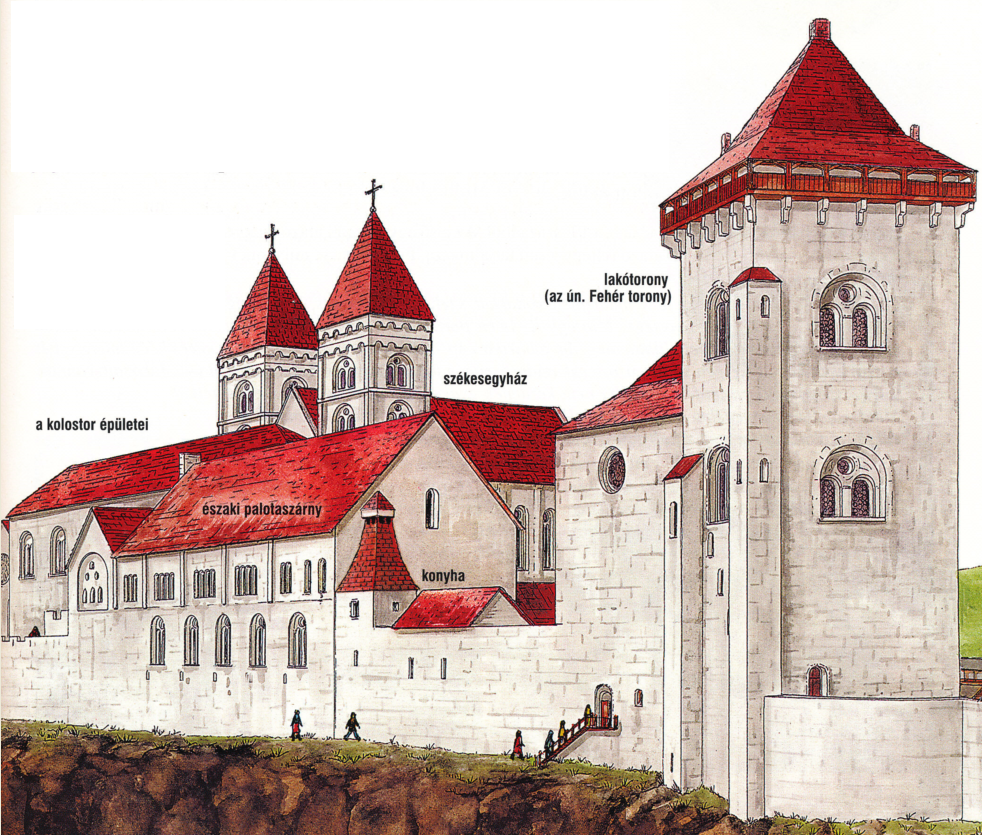 lakótorony
(az ún. Fehér torony)
székesegyház
a kolostor épületei
északi palotaszárny
konyha